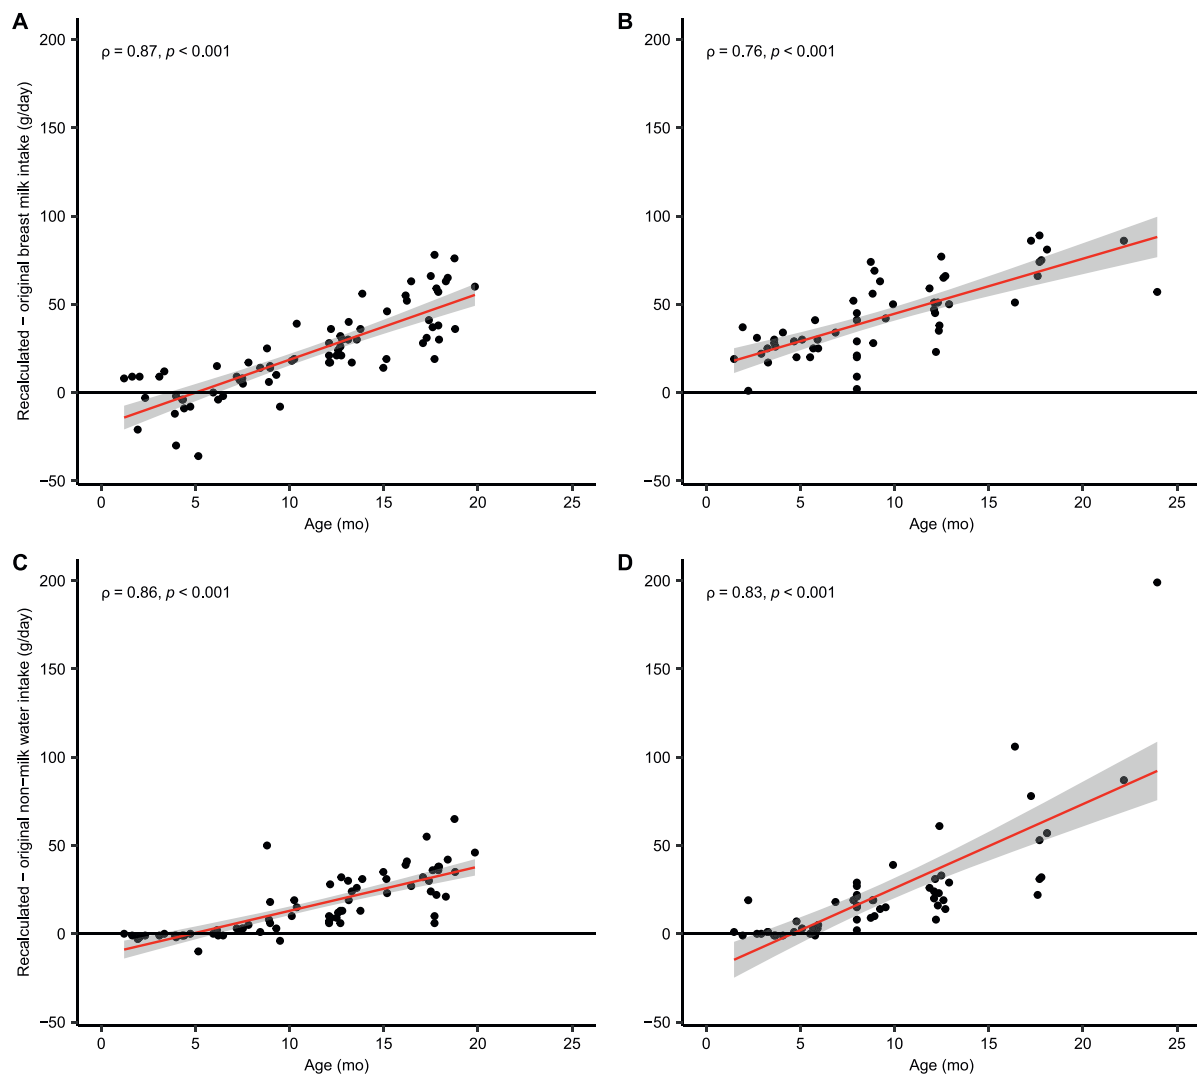 A
ρ = 0.87, p < 0.001
Recalculated − original breast milk intake (g/day)
200
150
100
50
0
−50
0 5 10 15 20 25
Age (mo)
B
ρ = 0.76, p < 0.001
200
150
100
50
0
−50
0 5 10 15 20 25
Age (mo)
C
ρ = 0.86, p < 0.001
Recalculated − original non−milk water intake (g/day)
200
150
100
50
0
−50
0 5 10 15 20 25
Age (mo)
D
ρ = 0.83, p < 0.001
200
150
100
50
0
−50
0 5 10 15 20 25
Age (mo)